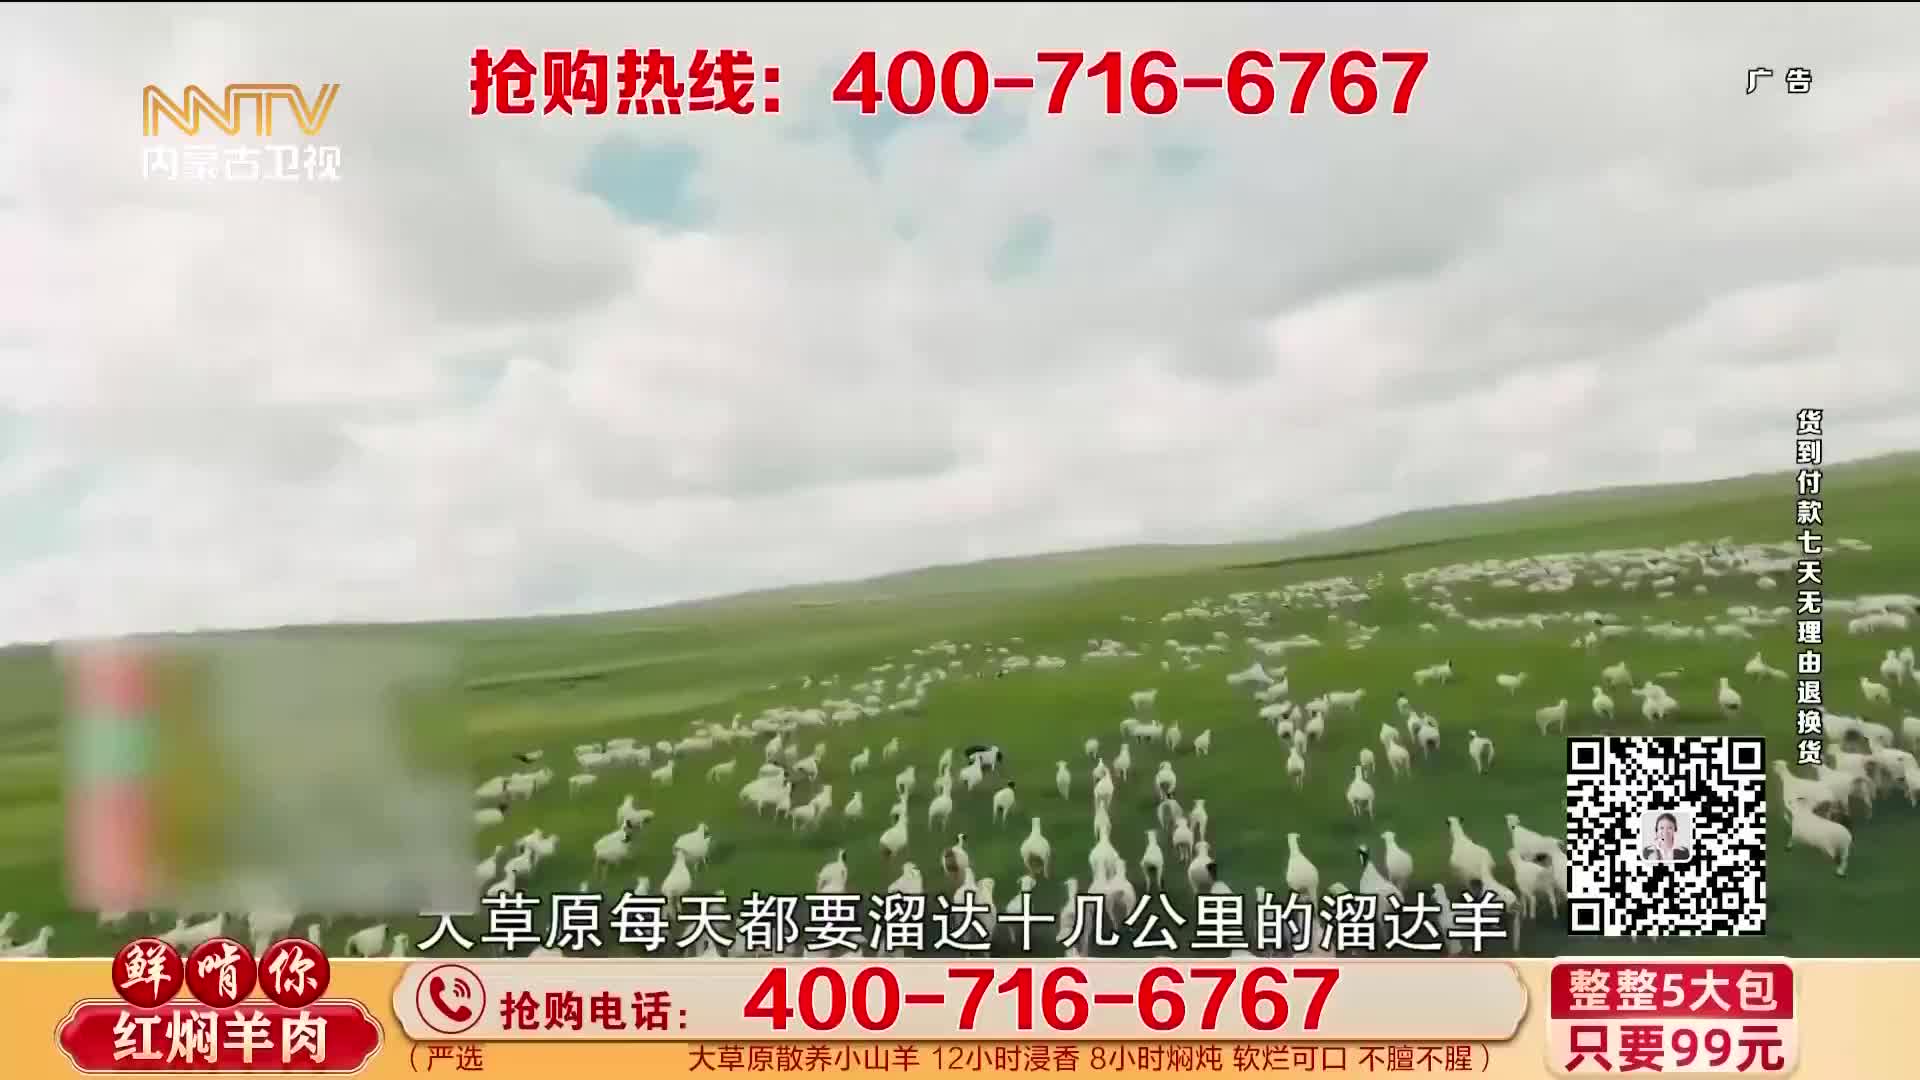 抢购热线：400-716-6767
广告
NNTV
内蒙古卫视
货到付款七天无理由退换货
大草原每天都要溜达十几公里的溜达羊
鲜啃你
红焖羊肉
抢购电话：400-716-6767
（严选 大草原散养小山羊 12小时浸香 8小时焖炖 软烂可口 不膻不腥）
整整5大包
只要99元